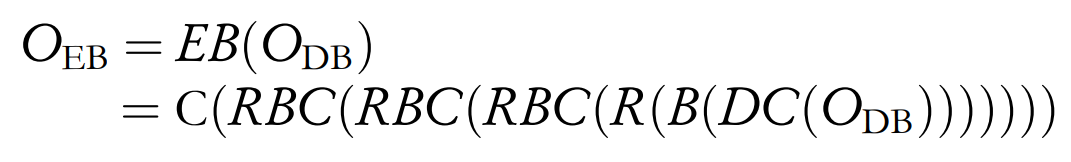 O_EB = EB(O_DB)
= C(RBC(RBC(RBC(R(B(DC(O_DB)))))))